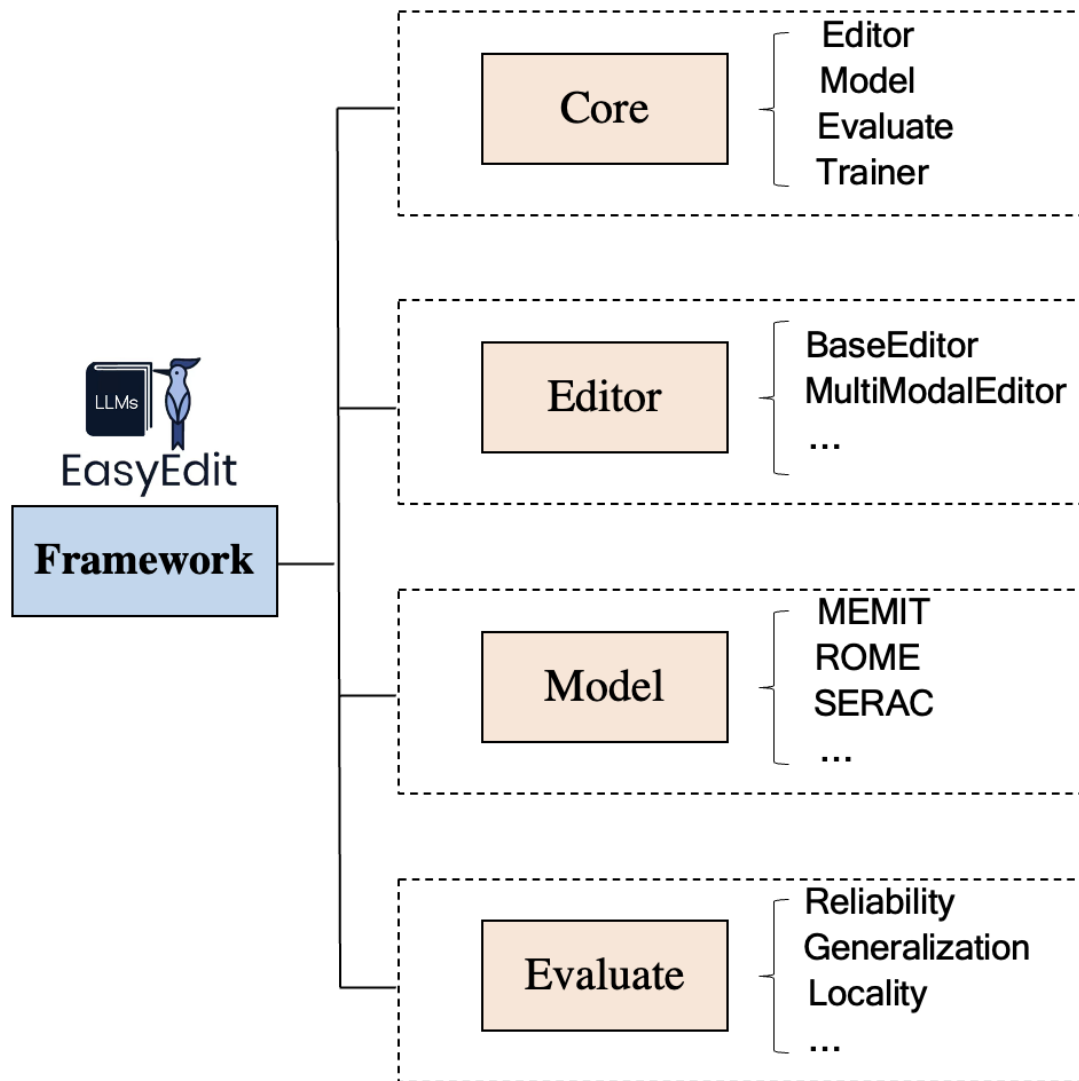 Core
Editor
Model
Evaluate
Trainer
Editor
BaseEditor
MultiModalEditor
...
LLMs
EasyEdit
Framework
Model
MEMIT
ROME
SERAC
...
Evaluate
Reliability
Generalization
Locality
...